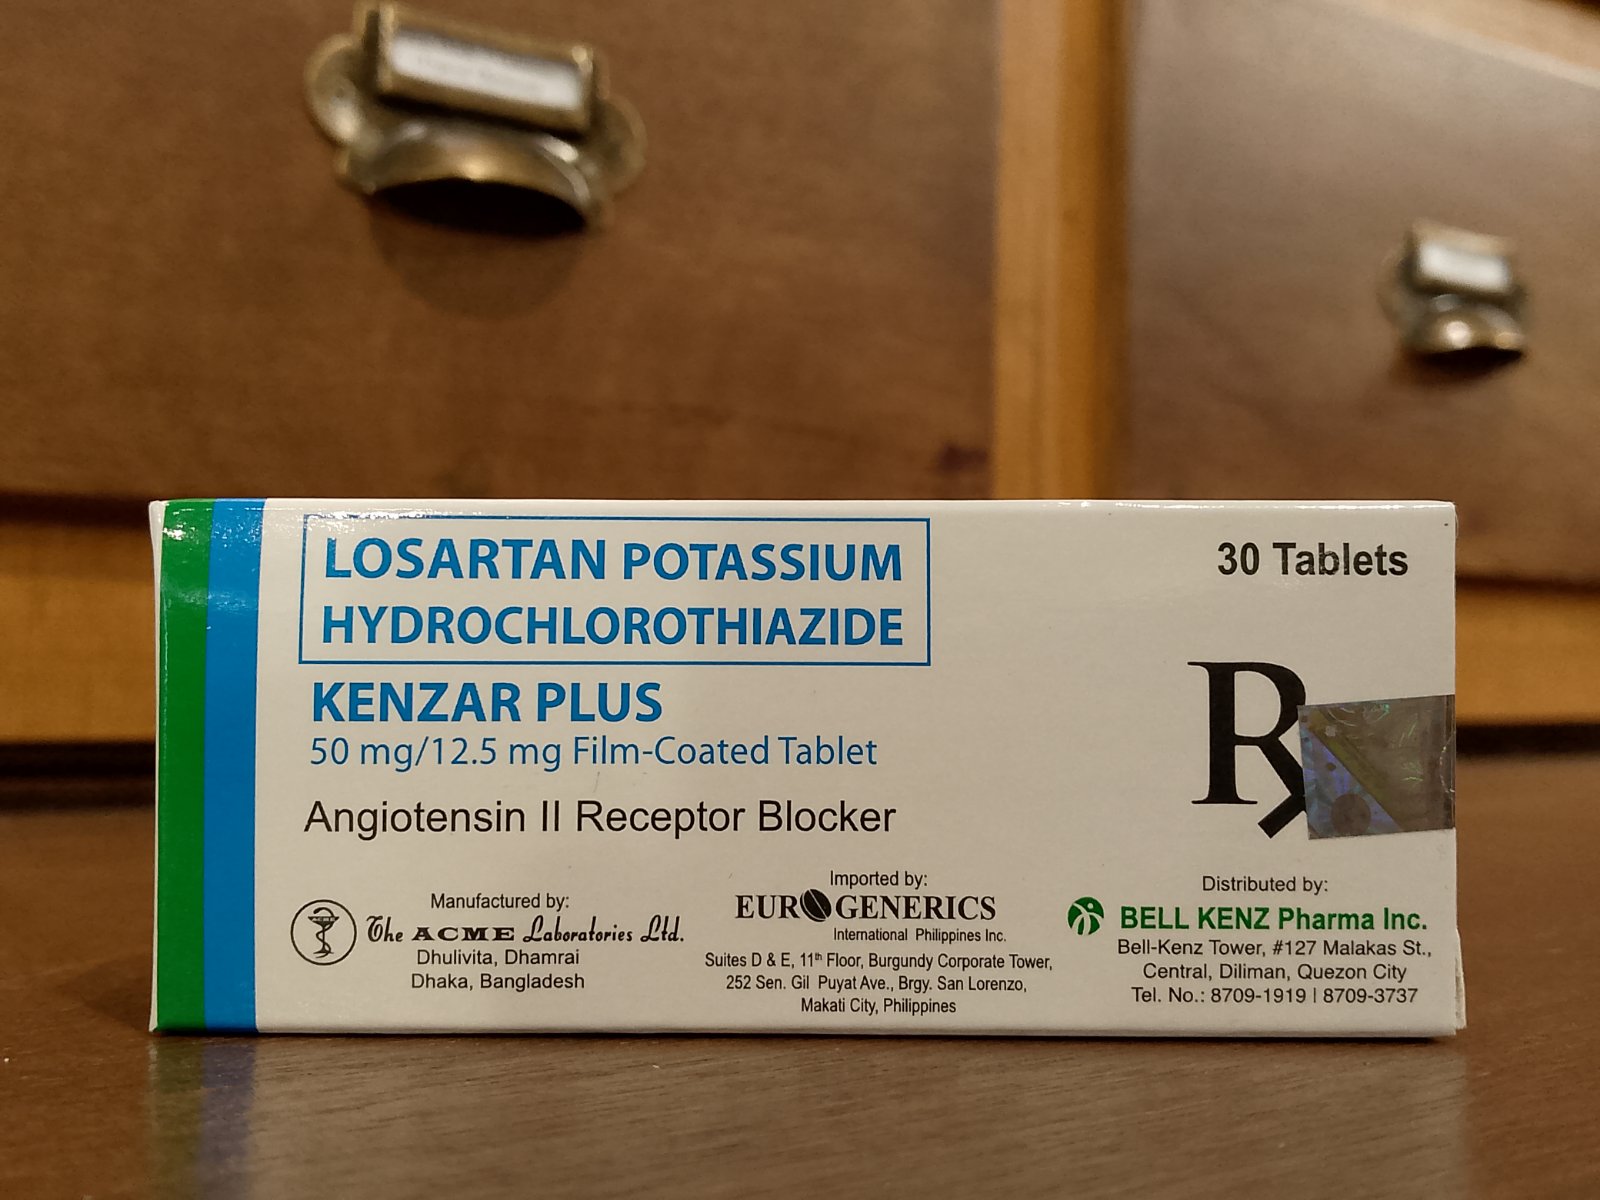 LOSARTAN POTASSIUM
HYDROCHLOROTHIAZIDE
30 Tablets
KENZAR PLUS
50 mg/12.5 mg Film-Coated Tablet
Rx
Angiotensin II Receptor Blocker
Manufactured by:
The ACME Laboratories Ltd.
Dhulivita, Dhamrai
Dhaka, Bangladesh
Imported by:
EUROGENERICS
International Philippines Inc.
Suites D & E, 11th Floor, Burgundy Corporate Tower,
252 Sen. Gil Puyat Ave., Brgy. San Lorenzo,
Makati City, Philippines
Distributed by:
BELL KENZ Pharma Inc.
Bell-Kenz Tower, #127 Malakas St.,
Central, Diliman, Quezon City
Tel. No.: 8709-1919 | 8709-3737